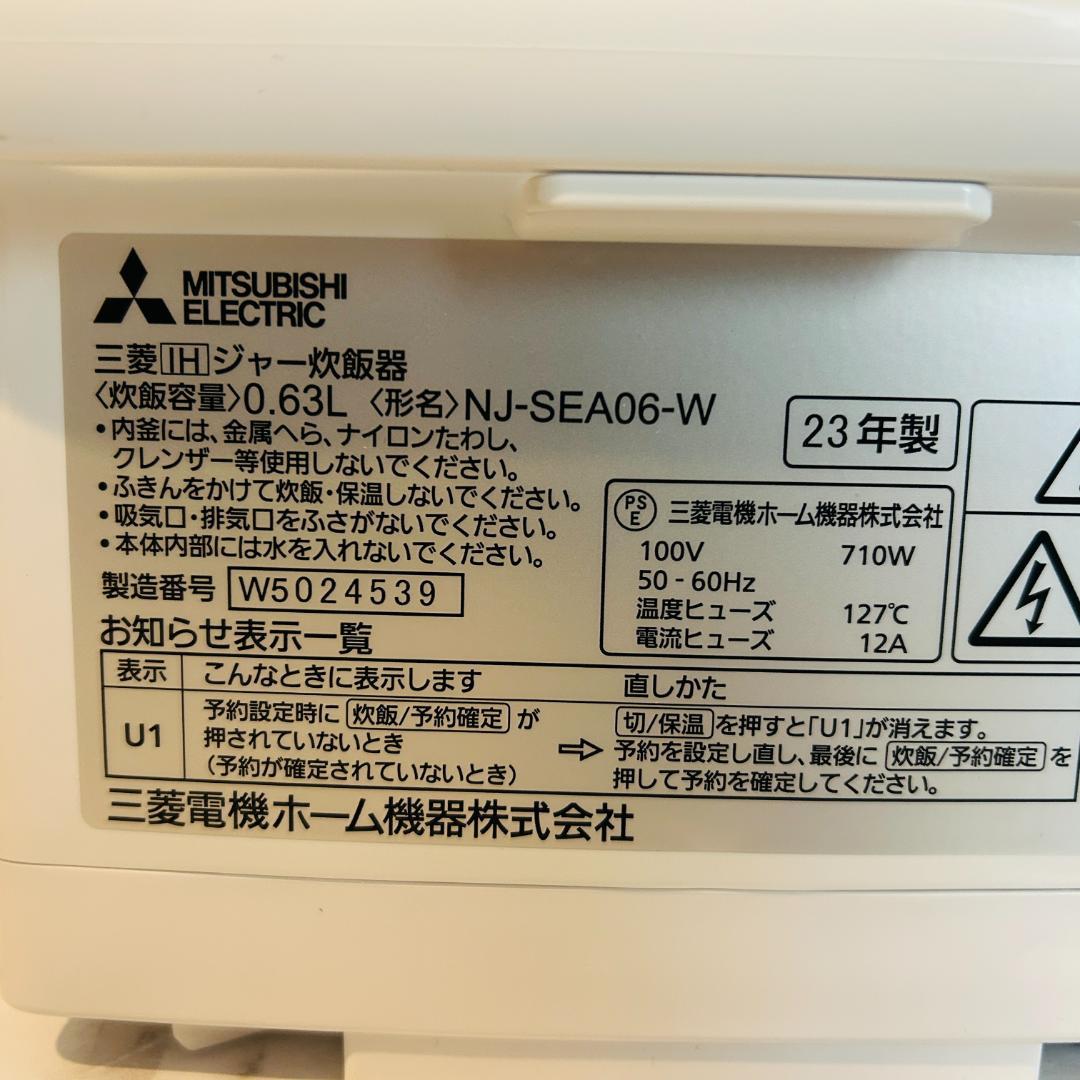 MITSUBISHI
ELECTRIC
三菱IHジャー炊飯器
〈炊飯容量〉0.63L 〈形名〉NJ-SEA06-W
・内釜には、金属へら、ナイロンたわし、
クレンザー等使用しないでください。
・ふきんをかけて炊飯・保温しないでください。
・吸気口・排気口をふさがないでください。
・本体内部には水を入れないでください。
製造番号 W5024539
23年製
PS
E 三菱電機ホーム機器株式会社
100V 710W
50-60Hz
温度ヒューズ 127℃
電流ヒューズ 12A
お知らせ表示一覧
表示 こんなときに表示します 直しかた
U1
予約設定時に 炊飯/予約確定 が
押されていないとき
(予約が確定されていないとき)
⇨
切/保温 を押すと「U1」が消えます。
予約を設定し直し、最後に 炊飯/予約確定 を
押して予約を確定してください。
三菱電機ホーム機器株式会社